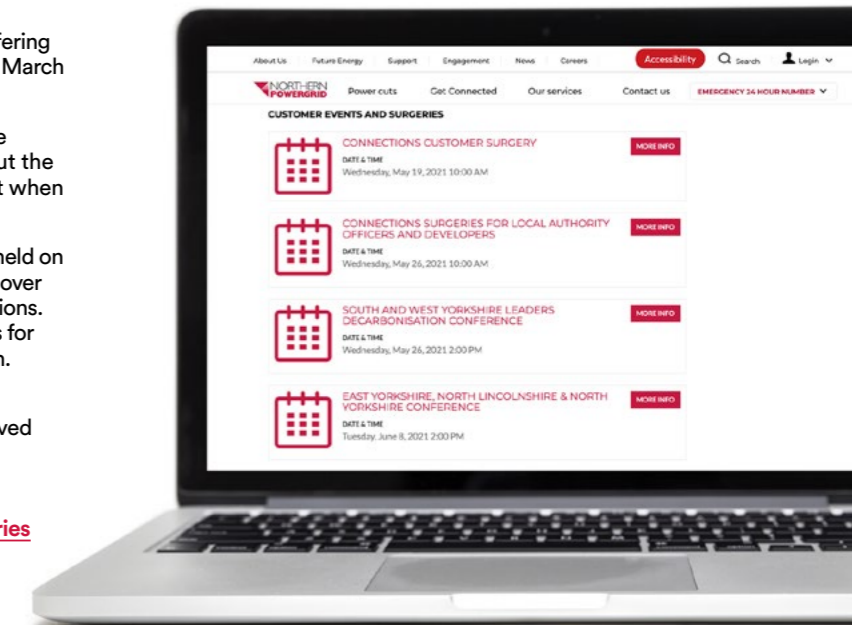 fering
March
e
ut the
t when
held on
over
ions.
s for
n.
ved
ries
About Us Future Energy Support Engagement News Careers Accessibility Search Login
NORTHERN
POWERGRID
Power cuts Get Connected Our services Contact us EMERGENCY 24 HOUR NUMBER
CUSTOMER EVENTS AND SURGERIES
CONNECTIONS CUSTOMER SURGERY
MORE INFO
DATE & TIME
Wednesday, May 19, 2021 10:00 AM
CONNECTIONS SURGERIES FOR LOCAL AUTHORITY
OFFICERS AND DEVELOPERS
MORE INFO
DATE & TIME
Wednesday, May 26, 2021 10:00 AM
SOUTH AND WEST YORKSHIRE LEADERS
DECARBONISATION CONFERENCE
MORE INFO
DATE & TIME
Wednesday, May 26, 2021 2:00 PM
EAST YORKSHIRE, NORTH LINCOLNSHIRE & NORTH
YORKSHIRE CONFERENCE
MORE INFO
DATE & TIME
Tuesday, June 8, 2021 2:00 PM